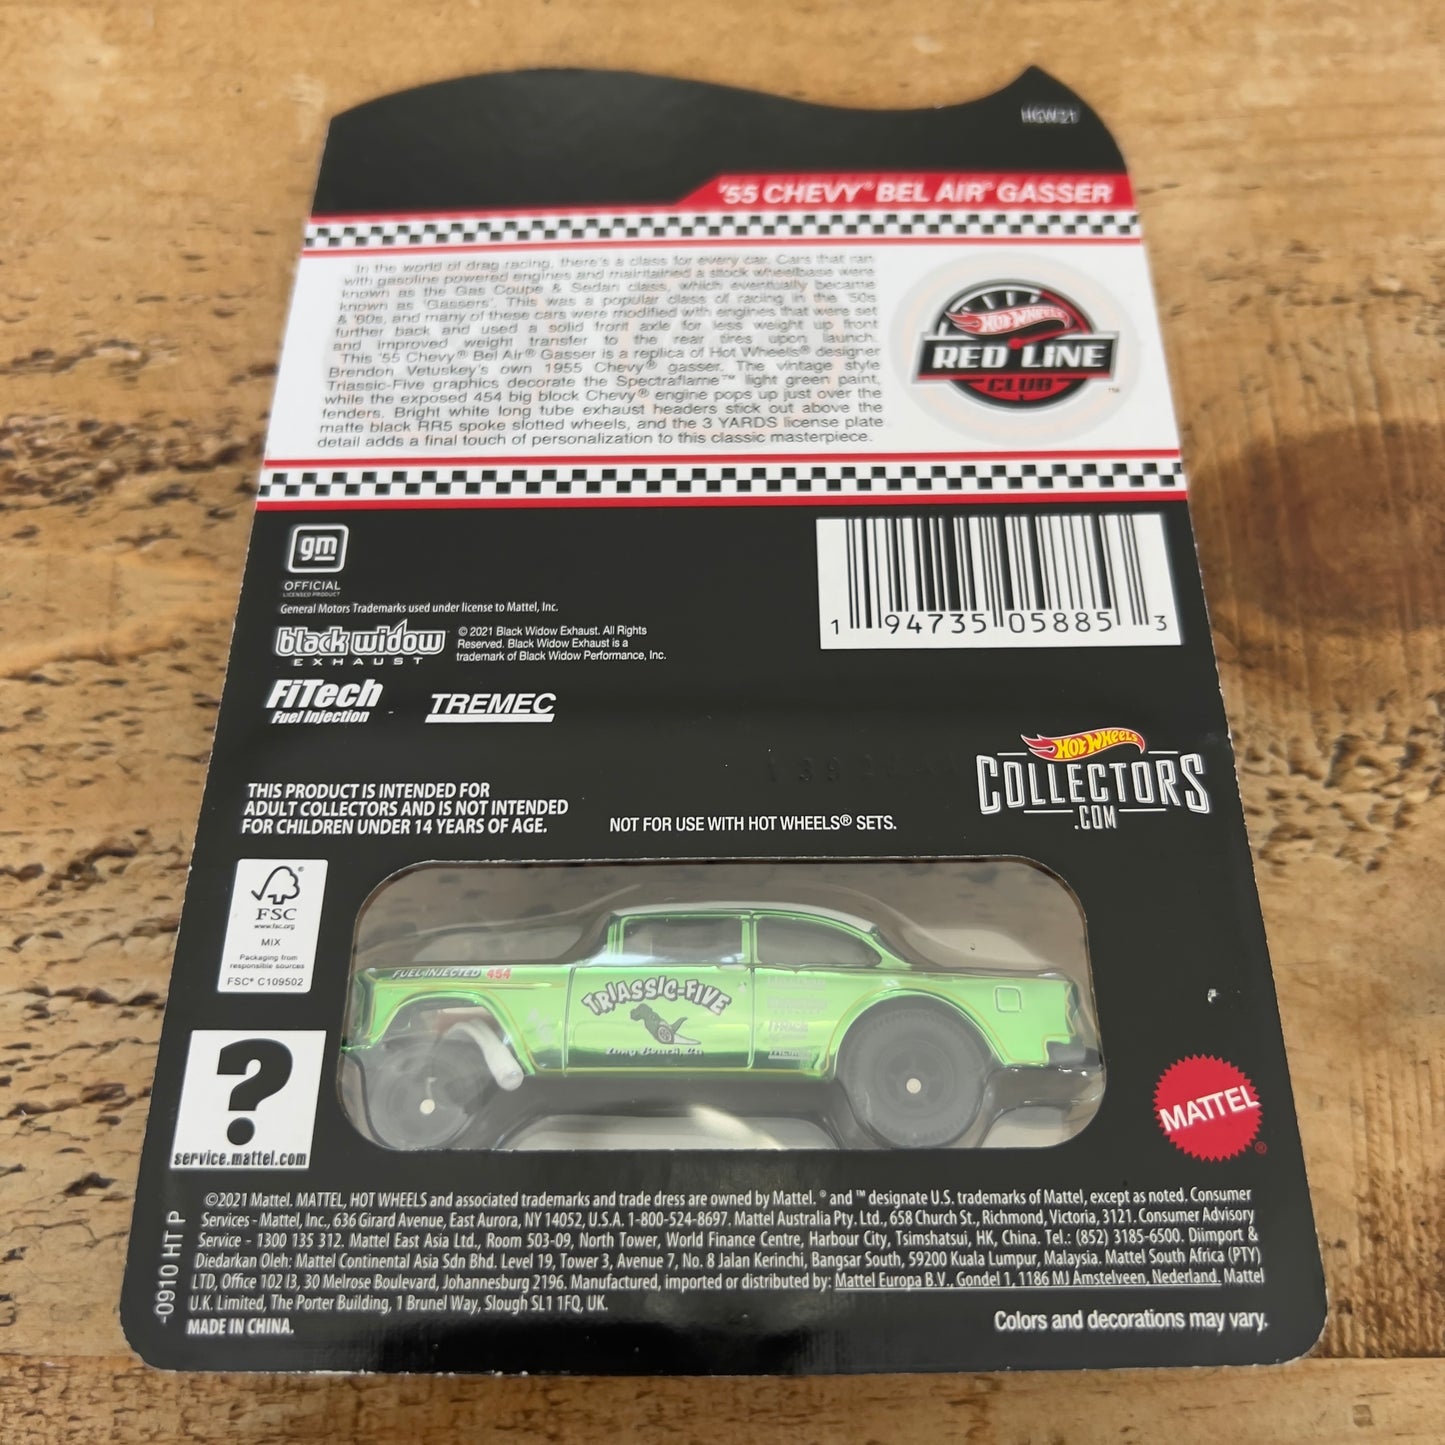 HGW21
'55 CHEVY® BEL AIR® GASSER
In the world of drag racing, there's a class for every car. Cars that ran
with gasoline powered engines and maintained a stock wheelbase were
known as the Gas Coupe & Sedan class, which eventually became
known as 'Gassers'. This was a popular class of racing in the '50s
& '60s, and many of these cars were modified with engines that were set
further back and used a solid front axle for less weight up front
and improved weight transfer to the rear tires upon launch.
This '55 Chevy® Bel Air® Gasser is a replica of Hot Wheels® designer
Brendon Vetuskey's own 1955 Chevy® gasser. The vintage style
Triassic-Five graphics decorate the Spectraflame™ light green paint,
while the exposed 454 big block Chevy® engine pops up just over the
fenders. Bright white long tube exhaust headers stick out above the
matte black RR5 spoke slotted wheels, and the 3 YARDS license plate
detail adds a final touch of personalization to this classic masterpiece.
HOT WHEELS
RED LINE
CLUB™
gm
OFFICIAL
LICENSED PRODUCT
General Motors Trademarks used under license to Mattel, Inc.
black widow
EXHAUST
© 2021 Black Widow Exhaust. All Rights
Reserved. Black Widow Exhaust is a
trademark of Black Widow Performance, Inc.
FiTech
Fuel Injection
TREMEC
1 94735 05885 3
HOT WHEELS
COLLECTORS
.COM
THIS PRODUCT IS INTENDED FOR
ADULT COLLECTORS AND IS NOT INTENDED
FOR CHILDREN UNDER 14 YEARS OF AGE.
NOT FOR USE WITH HOT WHEELS® SETS.
FSC
www.fsc.org
MIX
Packaging from
responsible sources
FSC® C109502
FUEL INJECTED 454
TRIASSIC-FIVE
Long Beach, Ca
?
service.mattel.com
MATTEL®
©2021 Mattel. MATTEL, HOT WHEELS and associated trademarks and trade dress are owned by Mattel. ® and ™ designate U.S. trademarks of Mattel, except as noted. Consumer
Services - Mattel, Inc., 636 Girard Avenue, East Aurora, NY 14052, U.S.A. 1-800-524-8697. Mattel Australia Pty. Ltd., 658 Church St., Richmond, Victoria, 3121. Consumer Advisory
Service - 1300 135 312. Mattel East Asia Ltd., Room 503-09, North Tower, World Finance Centre, Harbour City, Tsimshatsui, HK, China. Tel.: (852) 3185-6500. Diimport &
Diedarkan Oleh: Mattel Continental Asia Sdn Bhd. Level 19, Tower 3, Avenue 7, No. 8 Jalan Kerinchi, Bangsar South, 59200 Kuala Lumpur, Malaysia. Mattel South Africa (PTY)
LTD, Office 102 I3, 30 Melrose Boulevard, Johannesburg 2196. Manufactured, imported or distributed by: Mattel Europa B.V., Gondel 1, 1186 MJ Amstelveen, Nederland. Mattel
U.K. Limited, The Porter Building, 1 Brunel Way, Slough SL1 1FQ, UK.
MADE IN CHINA.
Colors and decorations may vary.
-0910 HT P